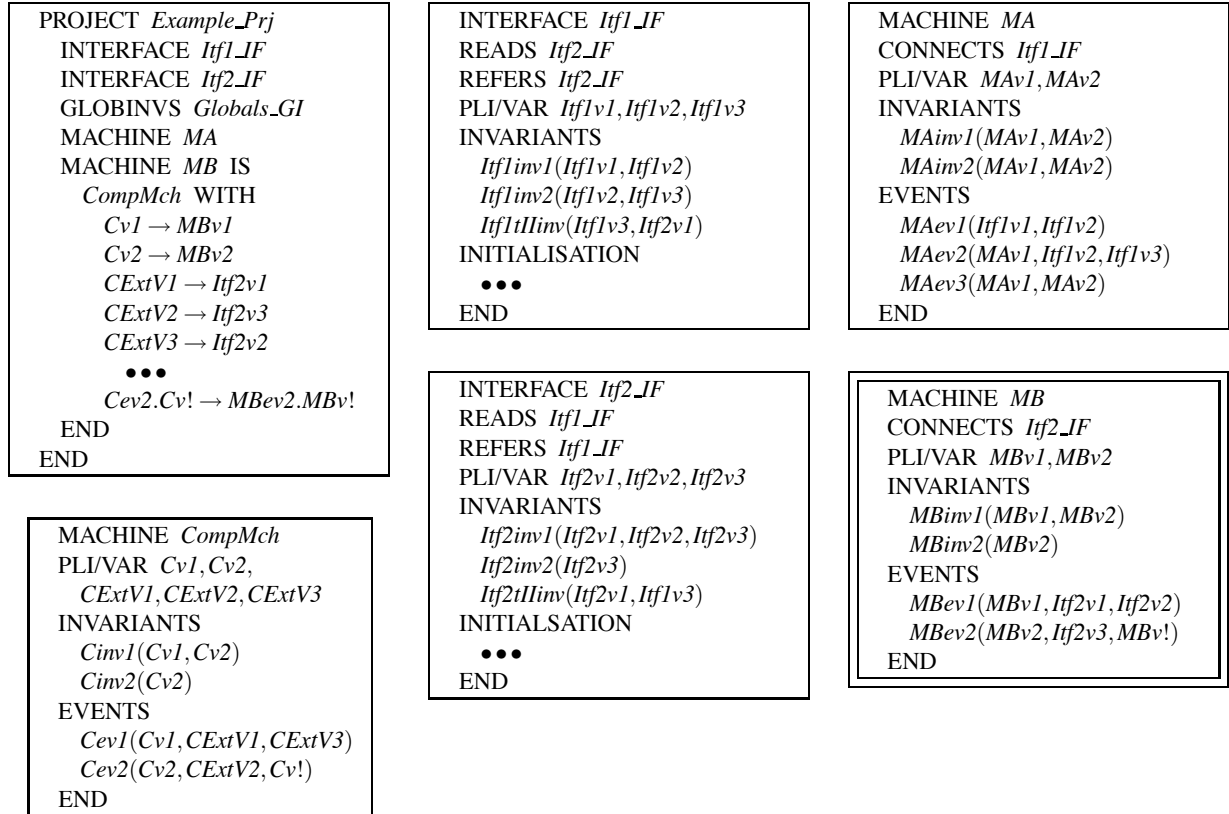 PROJECT Example_Prj
INTERFACE Itf1_IF
INTERFACE Itf2_IF
GLOBINVS Globals_GI
MACHINE MA
MACHINE MB IS
CompMch WITH
Cv1 → MBv1
Cv2 → MBv2
CExtV1 → Itf2v1
CExtV2 → Itf2v3
CExtV3 → Itf2v2
•••
Cev2.Cv! → MBev2.MBv!
END
END
MACHINE CompMch
PLI/VAR Cv1,Cv2,
CExtV1,CExtV2,CExtV3
INVARIANTS
Cinv1(Cv1,Cv2)
Cinv2(Cv2)
EVENTS
Cev1(Cv1,CExtV1,CExtV3)
Cev2(Cv2,CExtV2,Cv!)
END
INTERFACE Itf1_IF
READS Itf2_IF
REFERS Itf2_IF
PLI/VAR Itf1v1,Itf1v2,Itf1v3
INVARIANTS
Itf1inv1(Itf1v1,Itf1v2)
Itf1inv2(Itf1v2,Itf1v3)
Itf1tIIinv(Itf1v3,Itf2v1)
INITIALISATION
•••
END
INTERFACE Itf2_IF
READS Itf1_IF
REFERS Itf1_IF
PLI/VAR Itf2v1,Itf2v2,Itf2v3
INVARIANTS
Itf2inv1(Itf2v1,Itf2v2,Itf2v3)
Itf2inv2(Itf2v3)
Itf2tIIinv(Itf2v1,Itf1v3)
INITIALSATION
•••
END
MACHINE MA
CONNECTS Itf1_IF
PLI/VAR MAv1,MAv2
INVARIANTS
MAinv1(MAv1,MAv2)
MAinv2(MAv1,MAv2)
EVENTS
MAev1(Itf1v1,Itf1v2)
MAev2(MAv1,Itf1v2,Itf1v3)
MAev3(MAv1,MAv2)
END
MACHINE MB
CONNECTS Itf2_IF
PLI/VAR MBv1,MBv2
INVARIANTS
MBinv1(MBv1,MBv2)
MBinv2(MBv2)
EVENTS
MBev1(MBv1,Itf2v1,Itf2v2)
MBev2(MBv2,Itf2v3,MBv!)
END